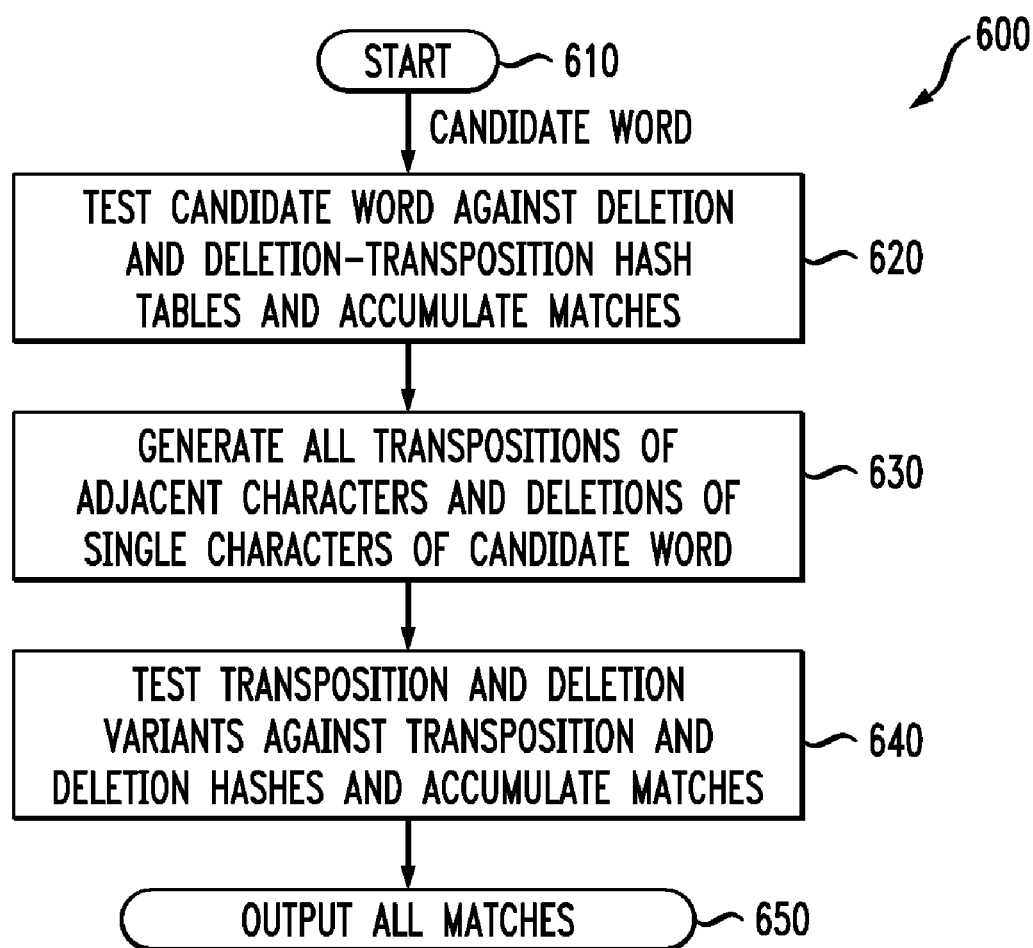 600
START
610
CANDIDATE WORD
TEST CANDIDATE WORD AGAINST DELETION
AND DELETION-TRANSPOSITION HASH
TABLES AND ACCUMULATE MATCHES
620
GENERATE ALL TRANSPOSITIONS OF
ADJACENT CHARACTERS AND DELETIONS OF
SINGLE CHARACTERS OF CANDIDATE WORD
630
TEST TRANSPOSITION AND DELETION
VARIANTS AGAINST TRANSPOSITION AND
DELETION HASHES AND ACCUMULATE MATCHES
640
OUTPUT ALL MATCHES
650